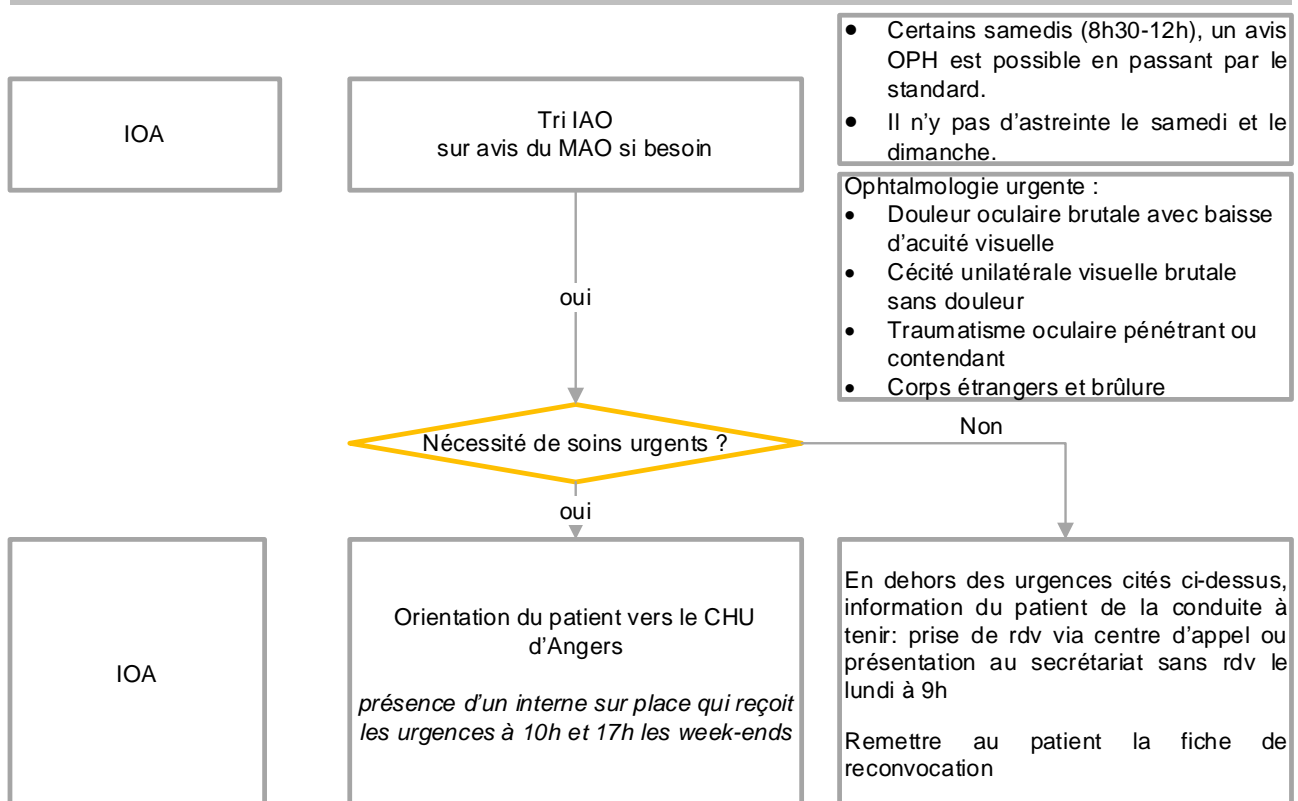 IOA
Tri IAO
sur avis du MAO si besoin
• Certains samedis (8h30-12h), un avis
OPH est possible en passant par le
standard.
• Il n'y pas d'astreinte le samedi et le
dimanche.
Ophtalmologie urgente :
• Douleur oculaire brutale avec baisse
d'acuité visuelle
• Cécité unilatérale visuelle brutale
sans douleur
• Traumatisme oculaire pénétrant ou
contendant
• Corps étrangers et brûlure
oui
Nécessité de soins urgents ?
Non
oui
IOA
Orientation du patient vers le CHU
d'Angers
présence d'un interne sur place qui reçoit
les urgences à 10h et 17h les week-ends
En dehors des urgences cités ci-dessus,
information du patient de la conduite à
tenir: prise de rdv via centre d'appel ou
présentation au secrétariat sans rdv le
lundi à 9h
Remettre au patient la fiche de
reconvocation